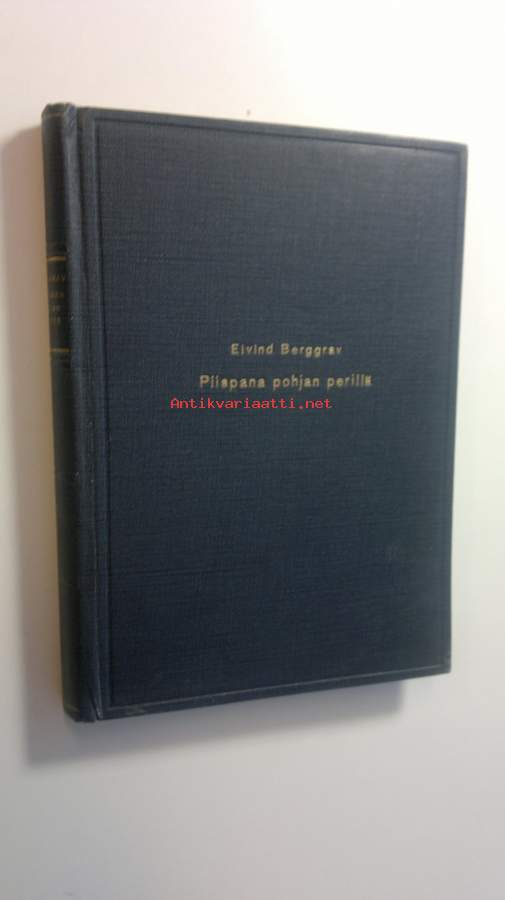 Eivind Berggrav
Piispana pohjan perillä
Antikvariaatti.net